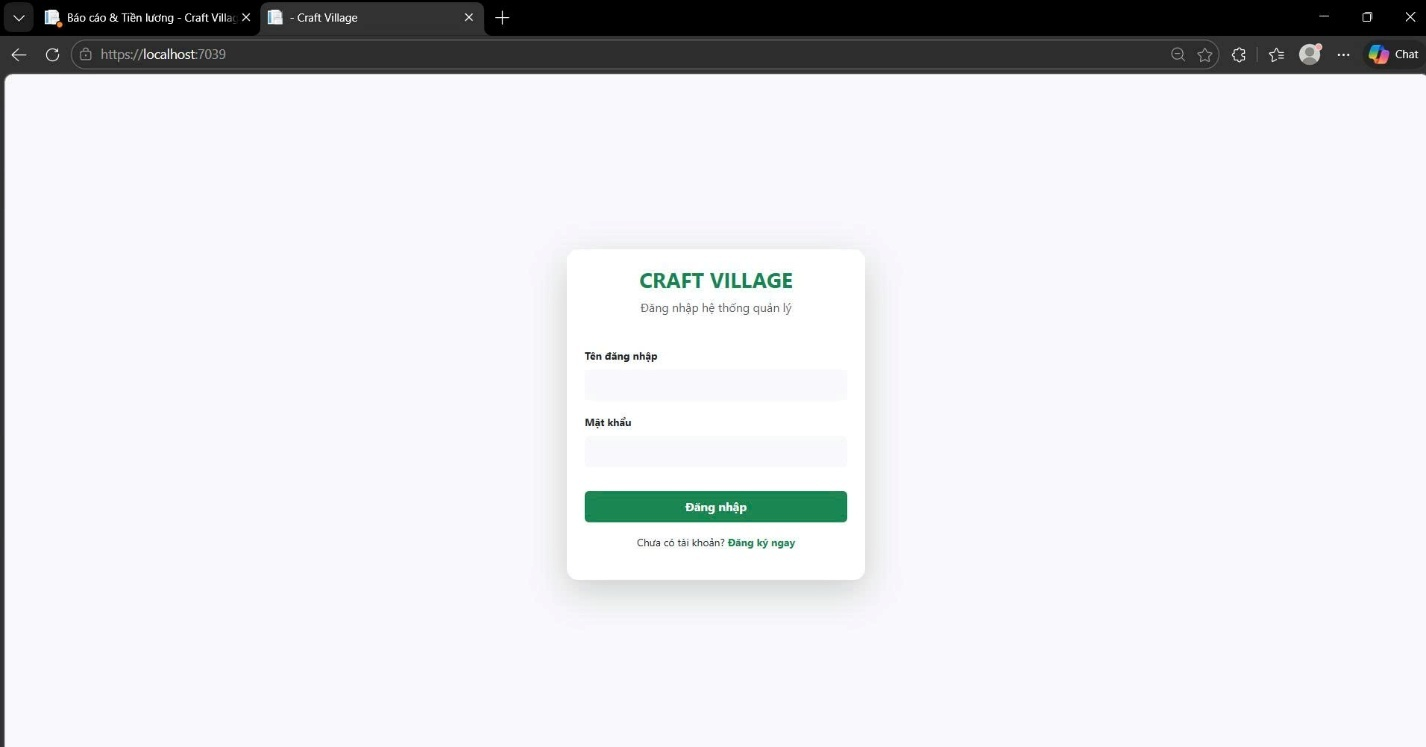 Báo cáo & Tiền lương - Craft Villag
- Craft Village
https://localhost:7039
Chat
CRAFT VILLAGE
Đăng nhập hệ thống quản lý
Tên đăng nhập
Mật khẩu
Đăng nhập
Chưa có tài khoản? Đăng ký ngay